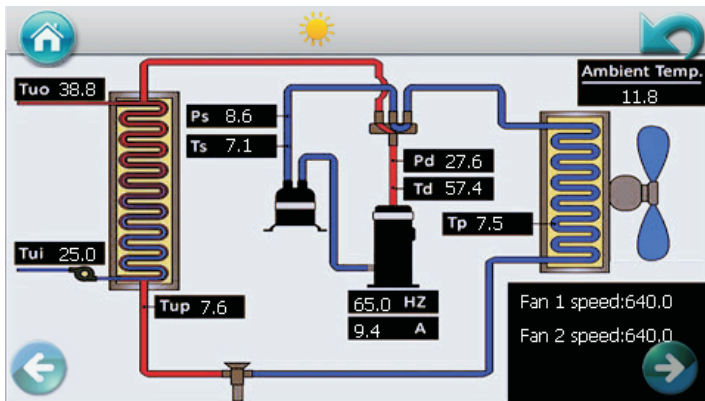 Ambient Temp.
11.8
Tuo 38.8
Ps 8.6
Ts 7.1
Pd 27.6
Td 57.4
Tp 7.5
Tui 25.0
Tup 7.6
65.0 HZ
9.4 A
Fan 1 speed:640.0
Fan 2 speed:640.0